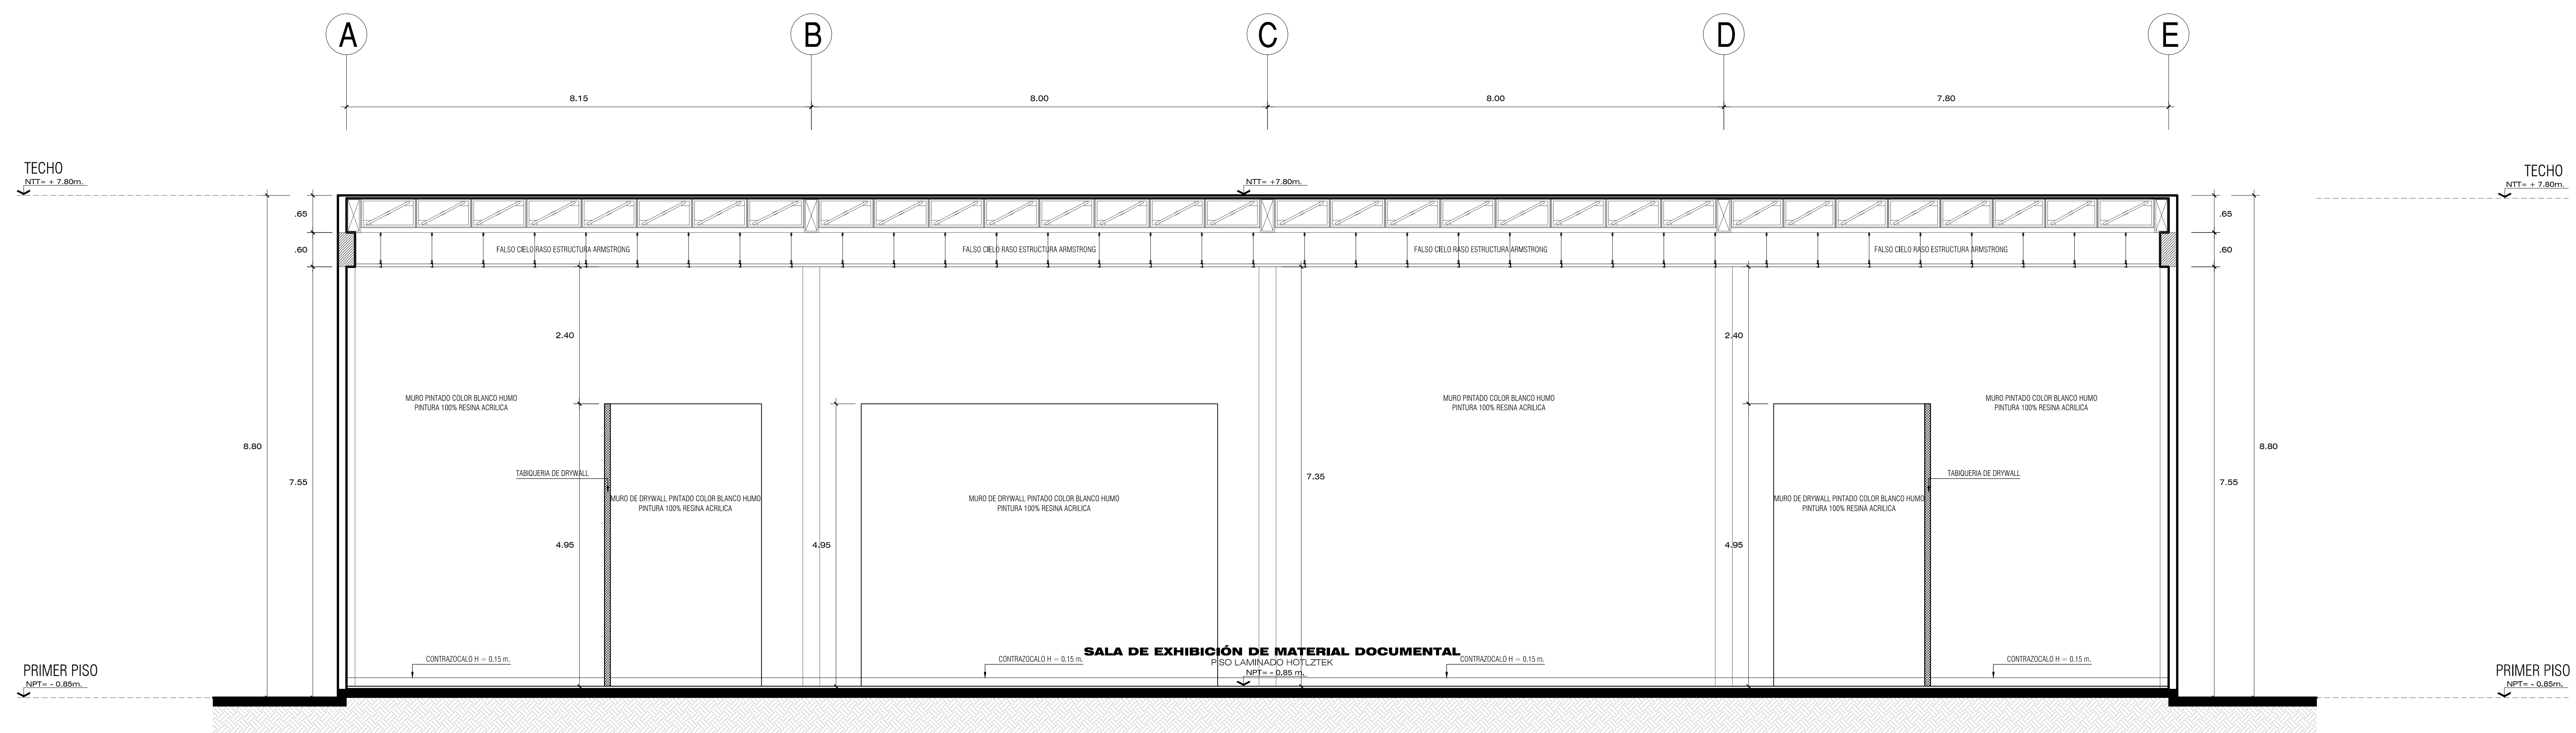 A B C D E
8.15 8.00 8.00 7.80
TECHO
NTT= + 7.80m.
NTT= +7.80m.
TECHO
NTT= + 7.80m.
.65
.65
.60
FALSO CIELO RASO ESTRUCTURA ARMSTRONG
FALSO CIELO RASO ESTRUCTURA ARMSTRONG
FALSO CIELO RASO ESTRUCTURA ARMSTRONG
FALSO CIELO RASO ESTRUCTURA ARMSTRONG
.60
2.40
2.40
MURO PINTADO COLOR BLANCO HUMO
PINTURA 100% RESINA ACRILICA
MURO PINTADO COLOR BLANCO HUMO
PINTURA 100% RESINA ACRILICA
MURO PINTADO COLOR BLANCO HUMO
PINTURA 100% RESINA ACRILICA
8.80
8.80
TABIQUERIA DE DRYWALL
TABIQUERIA DE DRYWALL
7.55
7.35
7.55
MURO DE DRYWALL PINTADO COLOR BLANCO HUMO
PINTURA 100% RESINA ACRILICA
MURO DE DRYWALL PINTADO COLOR BLANCO HUMO
PINTURA 100% RESINA ACRILICA
MURO DE DRYWALL PINTADO COLOR BLANCO HUMO
PINTURA 100% RESINA ACRILICA
4.95
4.95
4.95
SALA DE EXHIBICIÓN DE MATERIAL DOCUMENTAL
PISO LAMINADO HOTLZTEK
NPT= - 0.85 m.
CONTRAZOCALO H = 0.15 m.
CONTRAZOCALO H = 0.15 m.
CONTRAZOCALO H = 0.15 m.
CONTRAZOCALO H = 0.15 m.
PRIMER PISO
NPT= - 0.85m.
PRIMER PISO
NPT= - 0.85m.